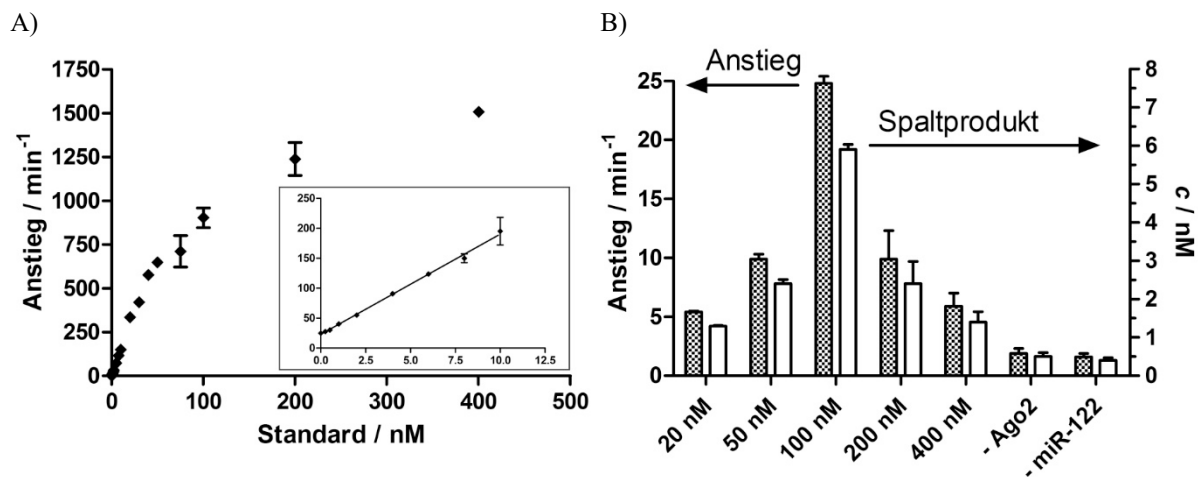 A)
Anstieg / min⁻¹
1750
1500
1250
1000
750
500
250
0
0 100 200 300 400 500
Standard / nM
250
200
150
100
50
0
0.0 2.5 5.0 7.5 10.0 12.5
B)
Anstieg / min⁻¹
25
20
15
10
5
0
Anstieg
Spaltprodukt
8
7
6
5
4
3
2
1
0
c / nM
20 nM
50 nM
100 nM
200 nM
400 nM
- Ago2
- miR-122